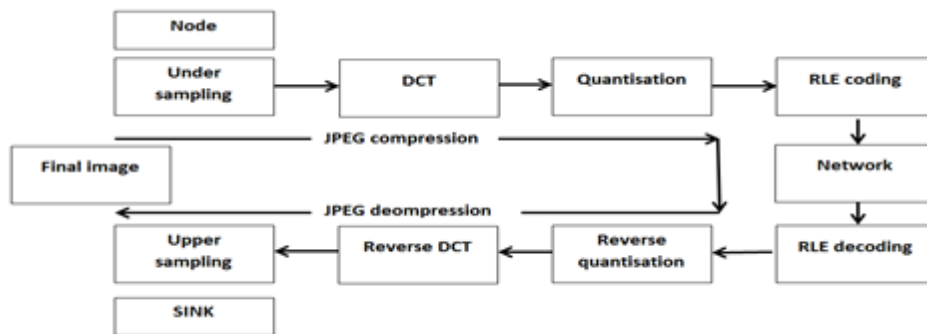 Node
Under
sampling
DCT
Quantisation
RLE coding
JPEG compression
Final image
Network
JPEG deompression
Upper
sampling
Reverse DCT
Reverse
quantisation
RLE decoding
SINK